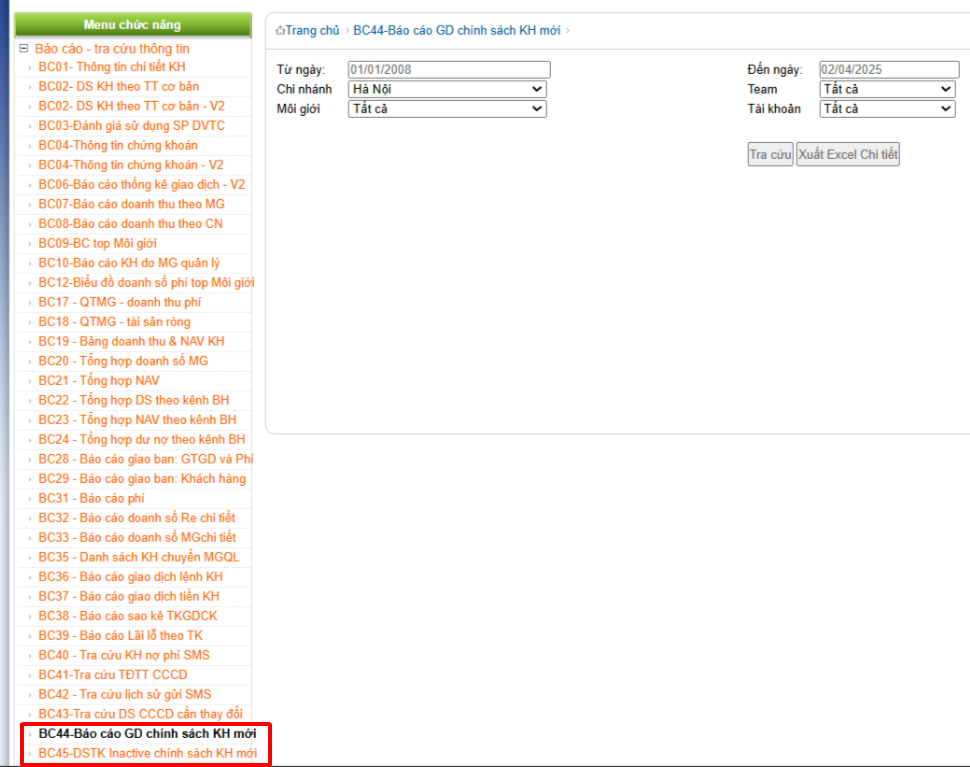 Menu chức năng
Báo cáo - tra cứu thông tin
BC01- Thông tin chi tiết KH
BC02- DS KH theo TT cơ bản
BC02- DS KH theo TT cơ bản - V2
BC03-Đánh giá sử dụng SP DVTC
BC04-Thông tin chứng khoán
BC04-Thông tin chứng khoán - V2
BC06-Báo cáo thống kê giao dịch - V2
BC07-Báo cáo doanh thu theo MG
BC08-Báo cáo doanh thu theo CN
BC09-BC top Môi giới
BC10-Báo cáo KH do MG quản lý
BC12-Biểu đồ doanh số phí top Môi giới
BC17 - QTMG - doanh thu phí
BC18 - QTMG - tài sản ròng
BC19 - Bảng doanh thu & NAV KH
BC20 - Tổng hợp doanh số MG
BC21 - Tổng hợp NAV
BC22 - Tổng hợp DS theo kênh BH
BC23 - Tổng hợp NAV theo kênh BH
BC24 - Tổng hợp dư nợ theo kênh BH
BC28 - Báo cáo giao ban: GTGD và Phí
BC29 - Báo cáo giao ban: Khách hàng
BC31 - Báo cáo phí
BC32 - Báo cáo doanh số Re chi tiết
BC33 - Báo cáo doanh số MGchi tiết
BC35 - Danh sách KH chuyển MGQL
BC36 - Báo cáo giao dịch lệnh KH
BC37 - Báo cáo giao dịch tiền KH
BC38 - Báo cáo sao kê TKGDCK
BC39 - Báo cáo Lãi lỗ theo TK
BC40 - Tra cứu KH nợ phí SMS
BC41-Tra cứu TĐTT CCCD
BC42 - Tra cứu lịch sử gửi SMS
BC43-Tra cứu DS CCCD cần thay đổi
BC44-Báo cáo GD chính sách KH mới
BC45-DSTK Inactive chính sách KH mới
Trang chủ › BC44-Báo cáo GD chính sách KH mới ›
Từ ngày: 01/01/2008 Đến ngày: 02/04/2025
Chi nhánh Hà Nội Team Tất cả
Môi giới Tất cả Tài khoản Tất cả
Tra cứu Xuất Excel Chi tiết